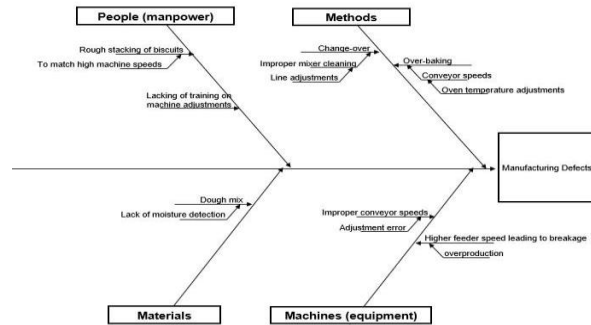 People (manpower)
Methods
Rough stacking of biscuits
To match high machine speeds
Lacking of training on
machine adjustments
Change-over
Improper mixer cleaning
Line adjustments
Over-baking
Conveyor speeds
Oven temperature adjustments
Manufacturing Defects
Dough mix
Lack of moisture detection
Improper conveyor speeds
Adjustment error
Higher feeder speed leading to breakage
overproduction
Materials
Machines (equipment)